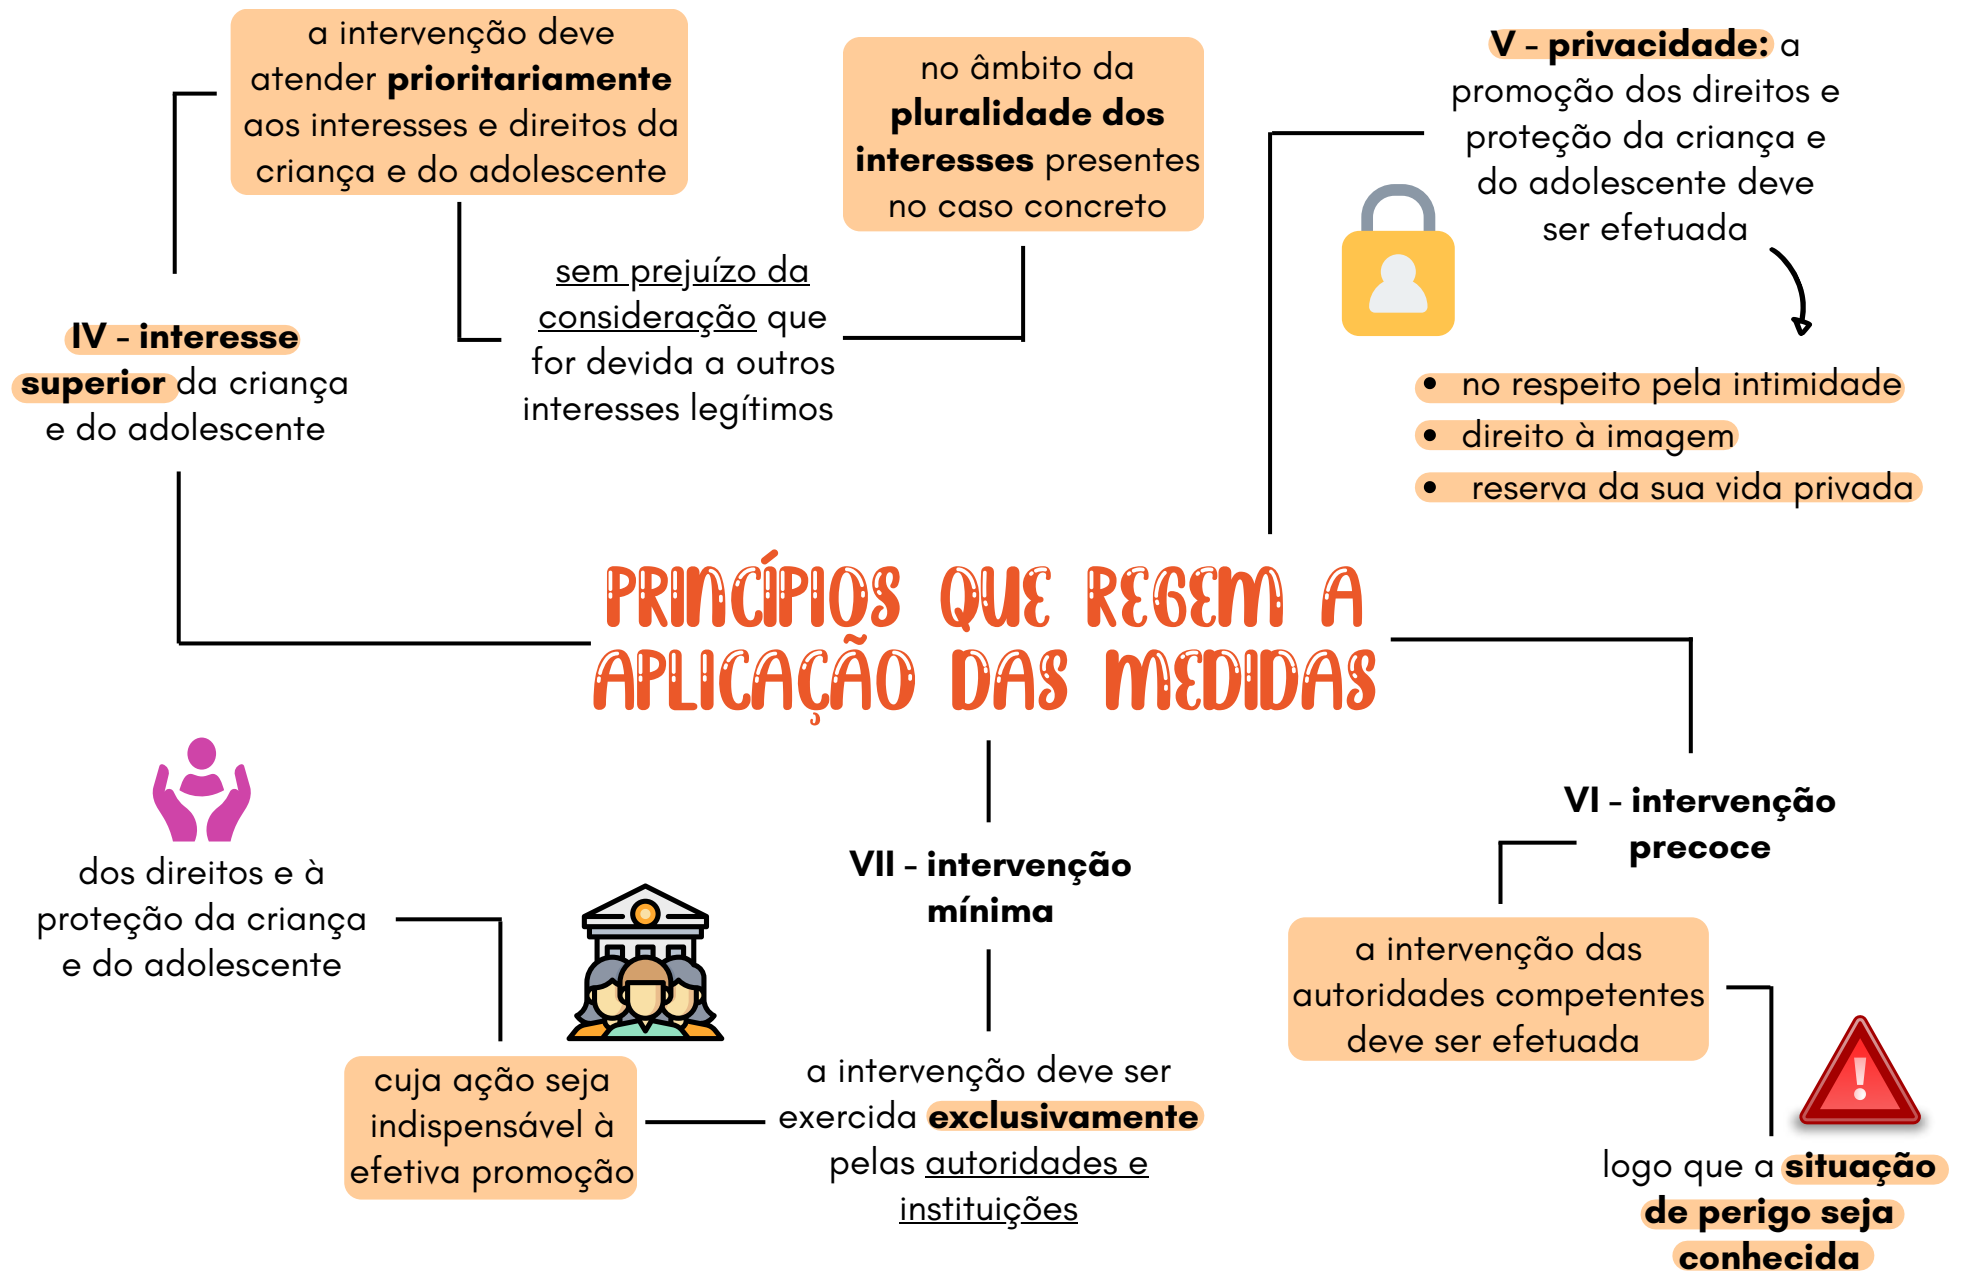 a intervenção deve
atender prioritariamente
aos interesses e direitos da
criança e do adolescente
no âmbito da
pluralidade dos
interesses presentes
no caso concreto
V - privacidade: a
promoção dos direitos e
proteção da criança e
do adolescente deve
ser efetuada
sem prejuízo da
consideração que
for devida a outros
interesses legítimos
IV - interesse
superior da criança
e do adolescente
• no respeito pela intimidade
• direito à imagem
• reserva da sua vida privada
PRINCÍPIOS QUE REGEM A
APLICAÇÃO DAS MEDIDAS
VI - intervenção
precoce
a intervenção das
autoridades competentes
deve ser efetuada
logo que a situação
de perigo seja
conhecida
VII - intervenção
mínima
a intervenção deve ser
exercida exclusivamente
pelas autoridades e
instituições
cuja ação seja
indispensável à
efetiva promoção
dos direitos e à
proteção da criança
e do adolescente